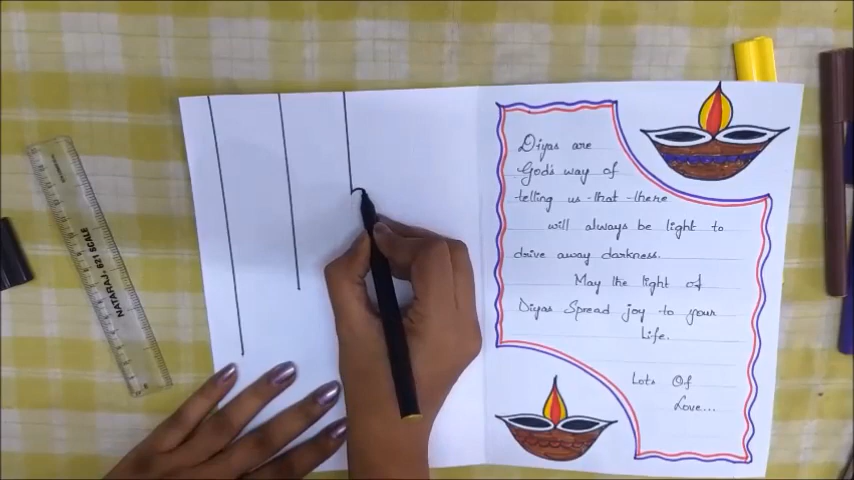 Diyas are
God's way of
telling us that there
will always be light to
drive away darkness.
May the light of
Diyas Spread joy to your
Life.
Lots Of
Love...
NATARAJ 621 SCALE